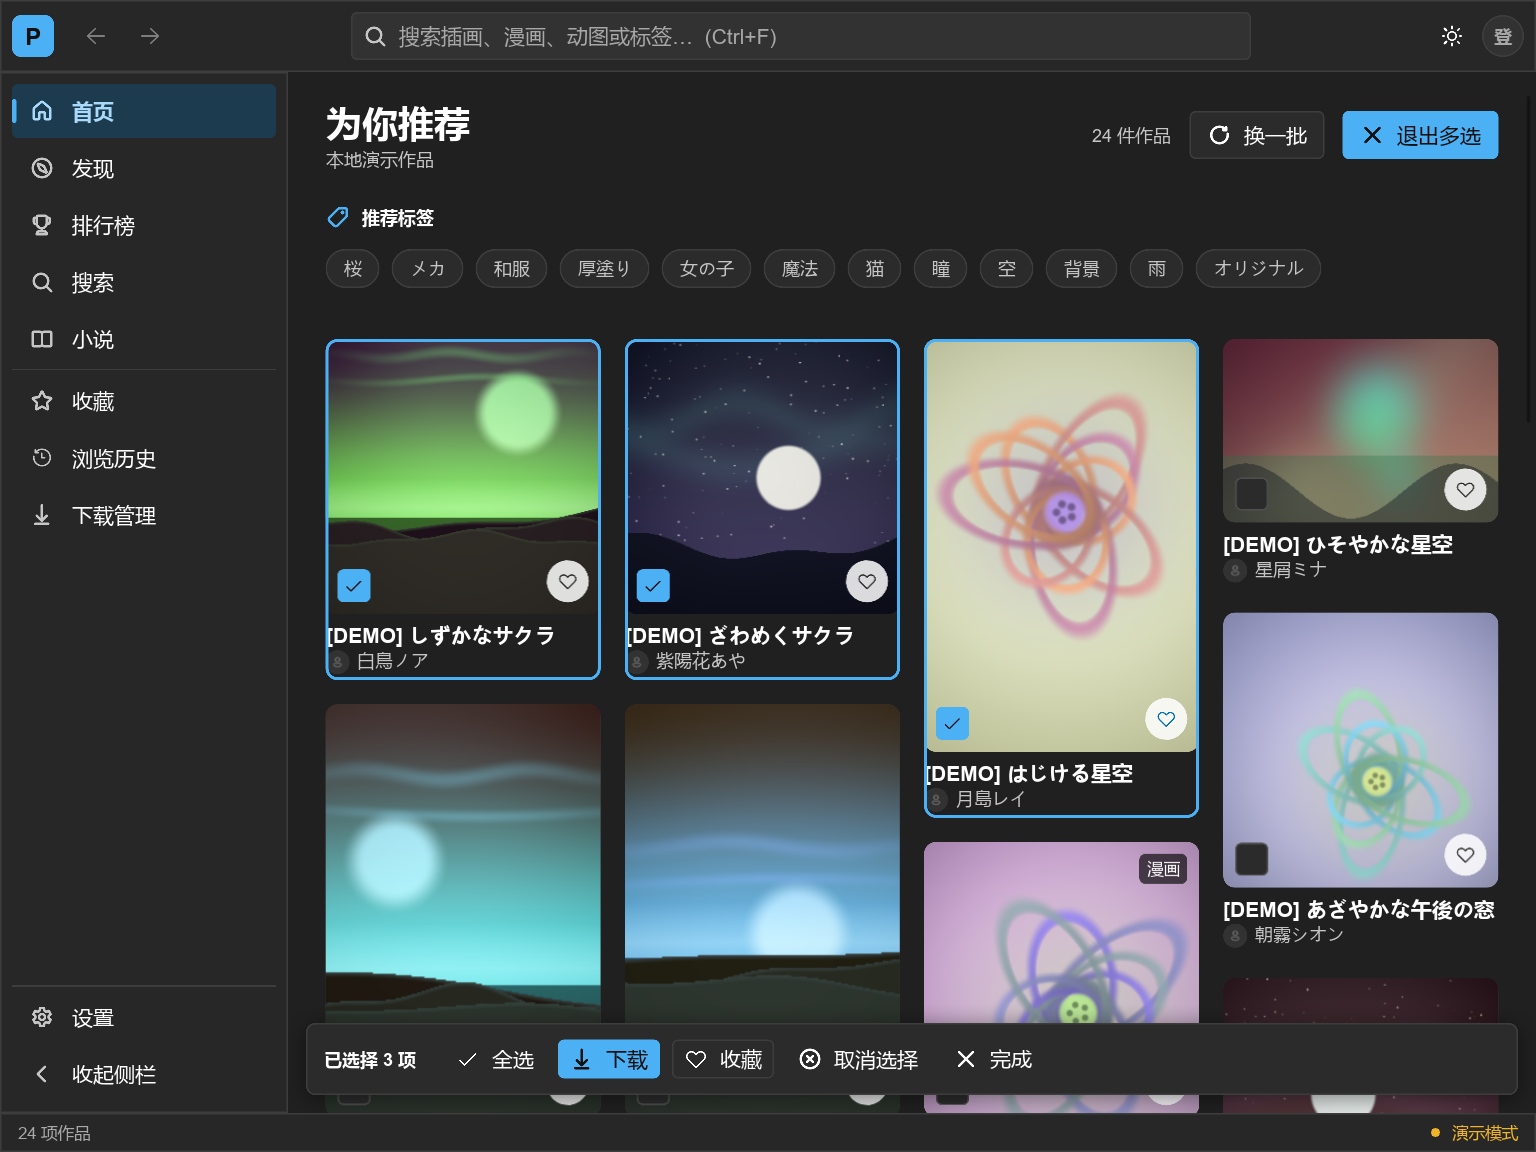 P
搜索插画、漫画、动图或标签… (Ctrl+F)
登
首页
发现
排行榜
搜索
小说
收藏
浏览历史
下载管理
设置
收起侧栏
为你推荐
本地演示作品
24 件作品
换一批
退出多选
推荐标签
桜
メカ
和服
厚塗り
女の子
魔法
猫
瞳
空
背景
雨
オリジナル
[DEMO] しずかなサクラ
白鳥ノア
[DEMO] ざわめくサクラ
紫陽花あや
[DEMO] はじける星空
月島レイ
[DEMO] ひそやかな星空
星屑ミナ
[DEMO] あざやかな午後の窓
朝霧シオン
漫画
已选择 3 项
全选
下载
收藏
取消选择
完成
24 项作品
演示模式